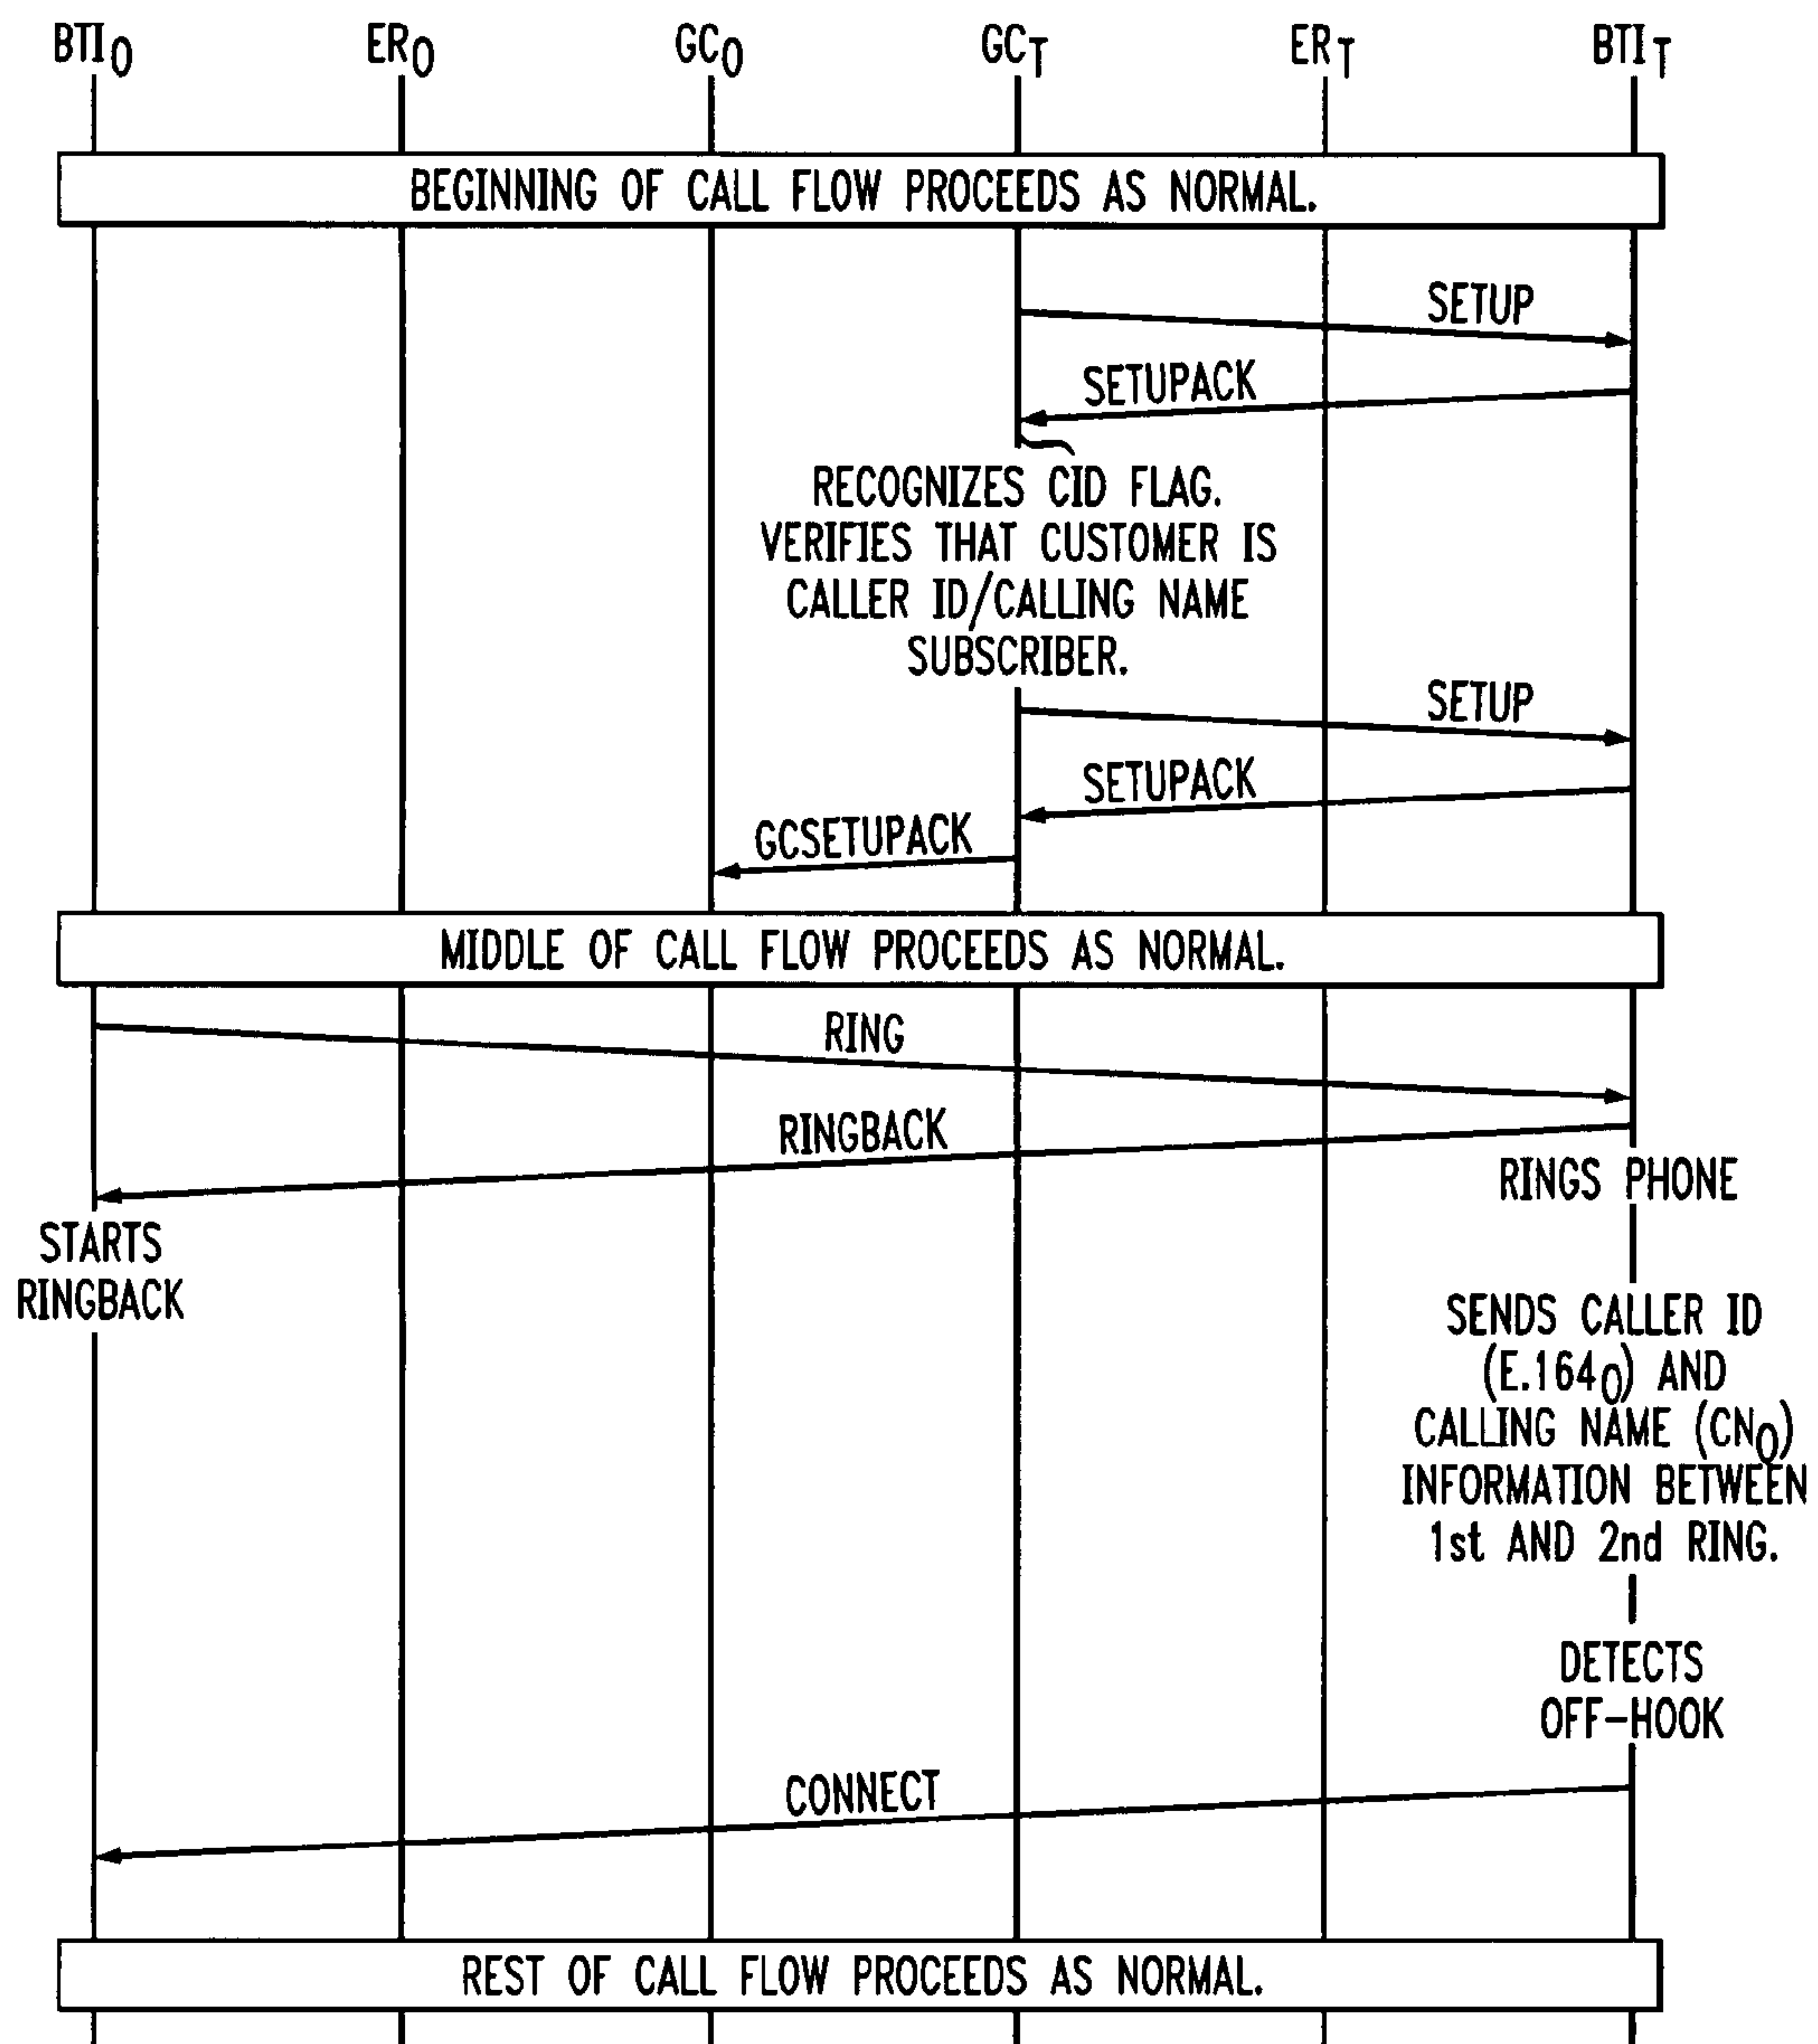 BTI₀ ER₀ GC₀ GC_T ER_T BTI_T
BEGINNING OF CALL FLOW PROCEEDS AS NORMAL.
SETUP
SETUPACK
RECOGNIZES CID FLAG.
VERIFIES THAT CUSTOMER IS
CALLER ID/CALLING NAME
SUBSCRIBER.
SETUP
SETUPACK
GCSETUPACK
MIDDLE OF CALL FLOW PROCEEDS AS NORMAL.
RING
RINGBACK
RINGS PHONE
STARTS
RINGBACK
SENDS CALLER ID
(E.164₀) AND
CALLING NAME (CN₀)
INFORMATION BETWEEN
1st AND 2nd RING.
DETECTS
OFF-HOOK
CONNECT
REST OF CALL FLOW PROCEEDS AS NORMAL.